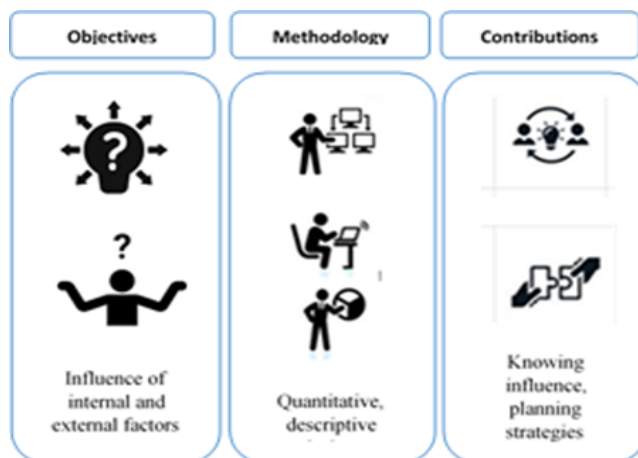 Objectives
Methodology
Contributions
?
?
Influence of
internal and
external factors
Quantitative,
descriptive
Knowing
influence,
planning
strategies